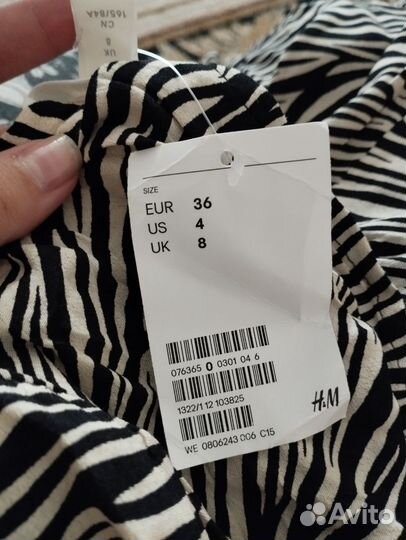 UK 8
CN 165/84A
SIZE
EUR 36
US 4
UK 8
076365 0 0301 04 6
1322/1 12 103825
H&M
WE 0806243 006 C15
Avito